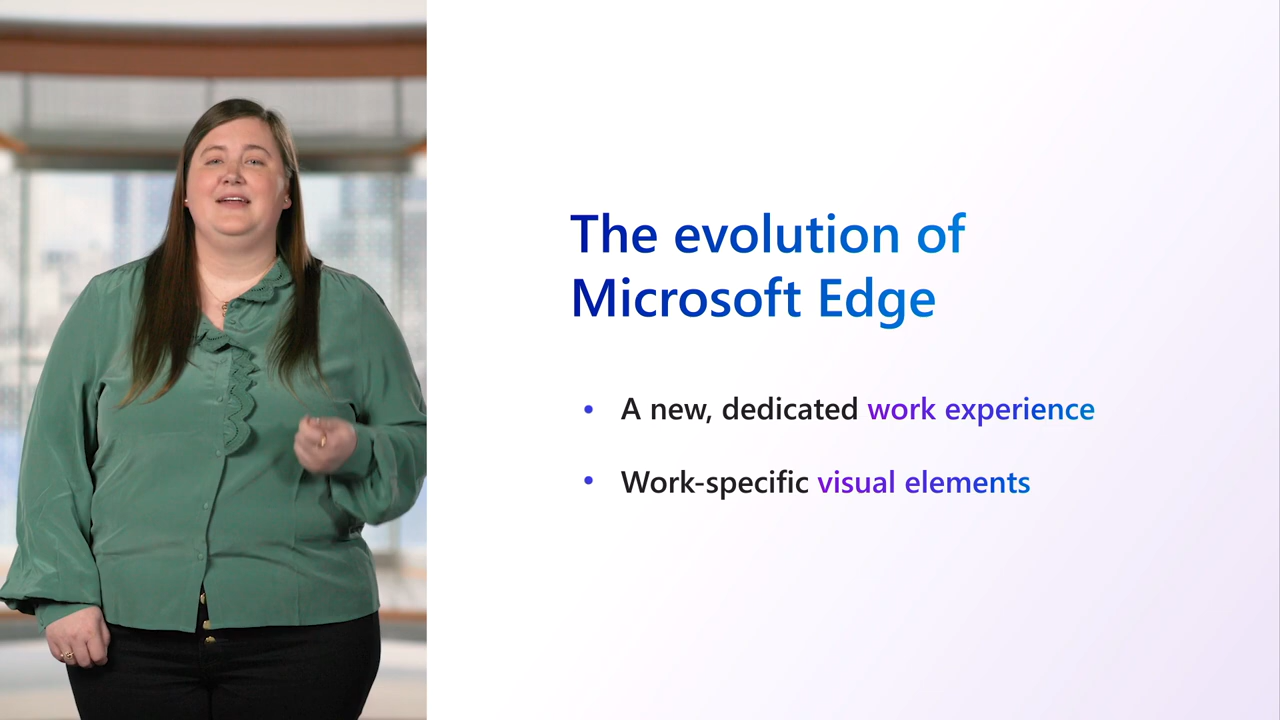 The evolution of
Microsoft Edge
• A new, dedicated work experience
• Work-specific visual elements